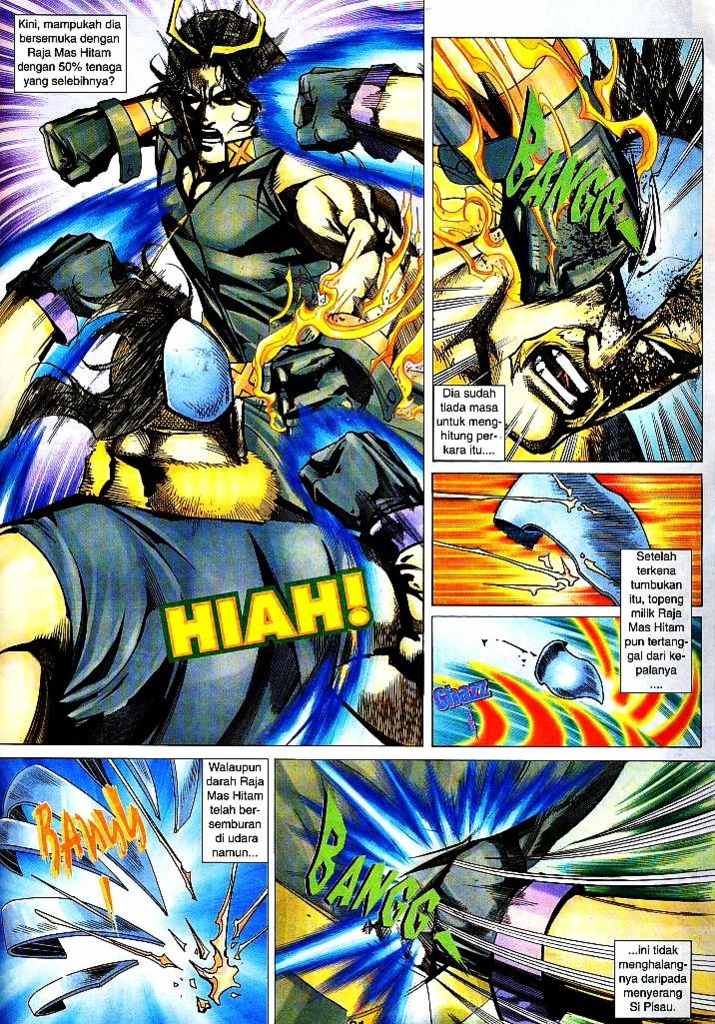 Kini, mampukah dia
bersemuka dengan
Raja Mas Hitam
dengan 50% tenaga
yang selebihnya?
HIAH!
BANGG
Dia sudah
tiada masa
untuk meng-
hitung per-
kara itu....
Setelah
terkena
tumbukan
itu, topeng
milik Raja
Mas Hitam
pun tertang-
gal dari ke-
palanya
....
Ghazz
Walaupun
darah Raja
Mas Hitam
telah ber-
semburan
di udara
namun...
BANGG
...ini tidak
menghalang-
nya daripada
menyerang
Si Pisau.